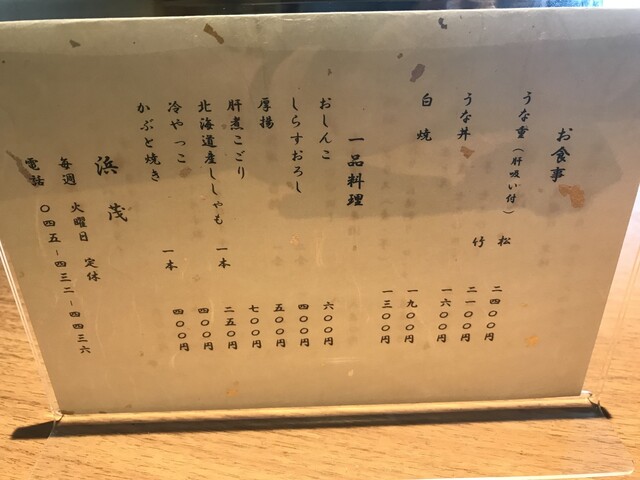 お食事
うな重（肝吸い付） 松 二四〇〇円
竹 二一〇〇円
うな丼 一六〇〇円
白焼 一九〇〇円
一三〇〇円
一品料理
おしんこ 六〇〇円
しらすおろし 四〇〇円
厚揚 五〇〇円
肝煮こごり 七〇〇円
北海道産ししゃも 一本 二五〇円
冷やっこ 四〇〇円
かぶと焼き 一本 四〇〇円
浜茂
毎週 火曜日 定休
電話 〇四五－四三二－四四三六